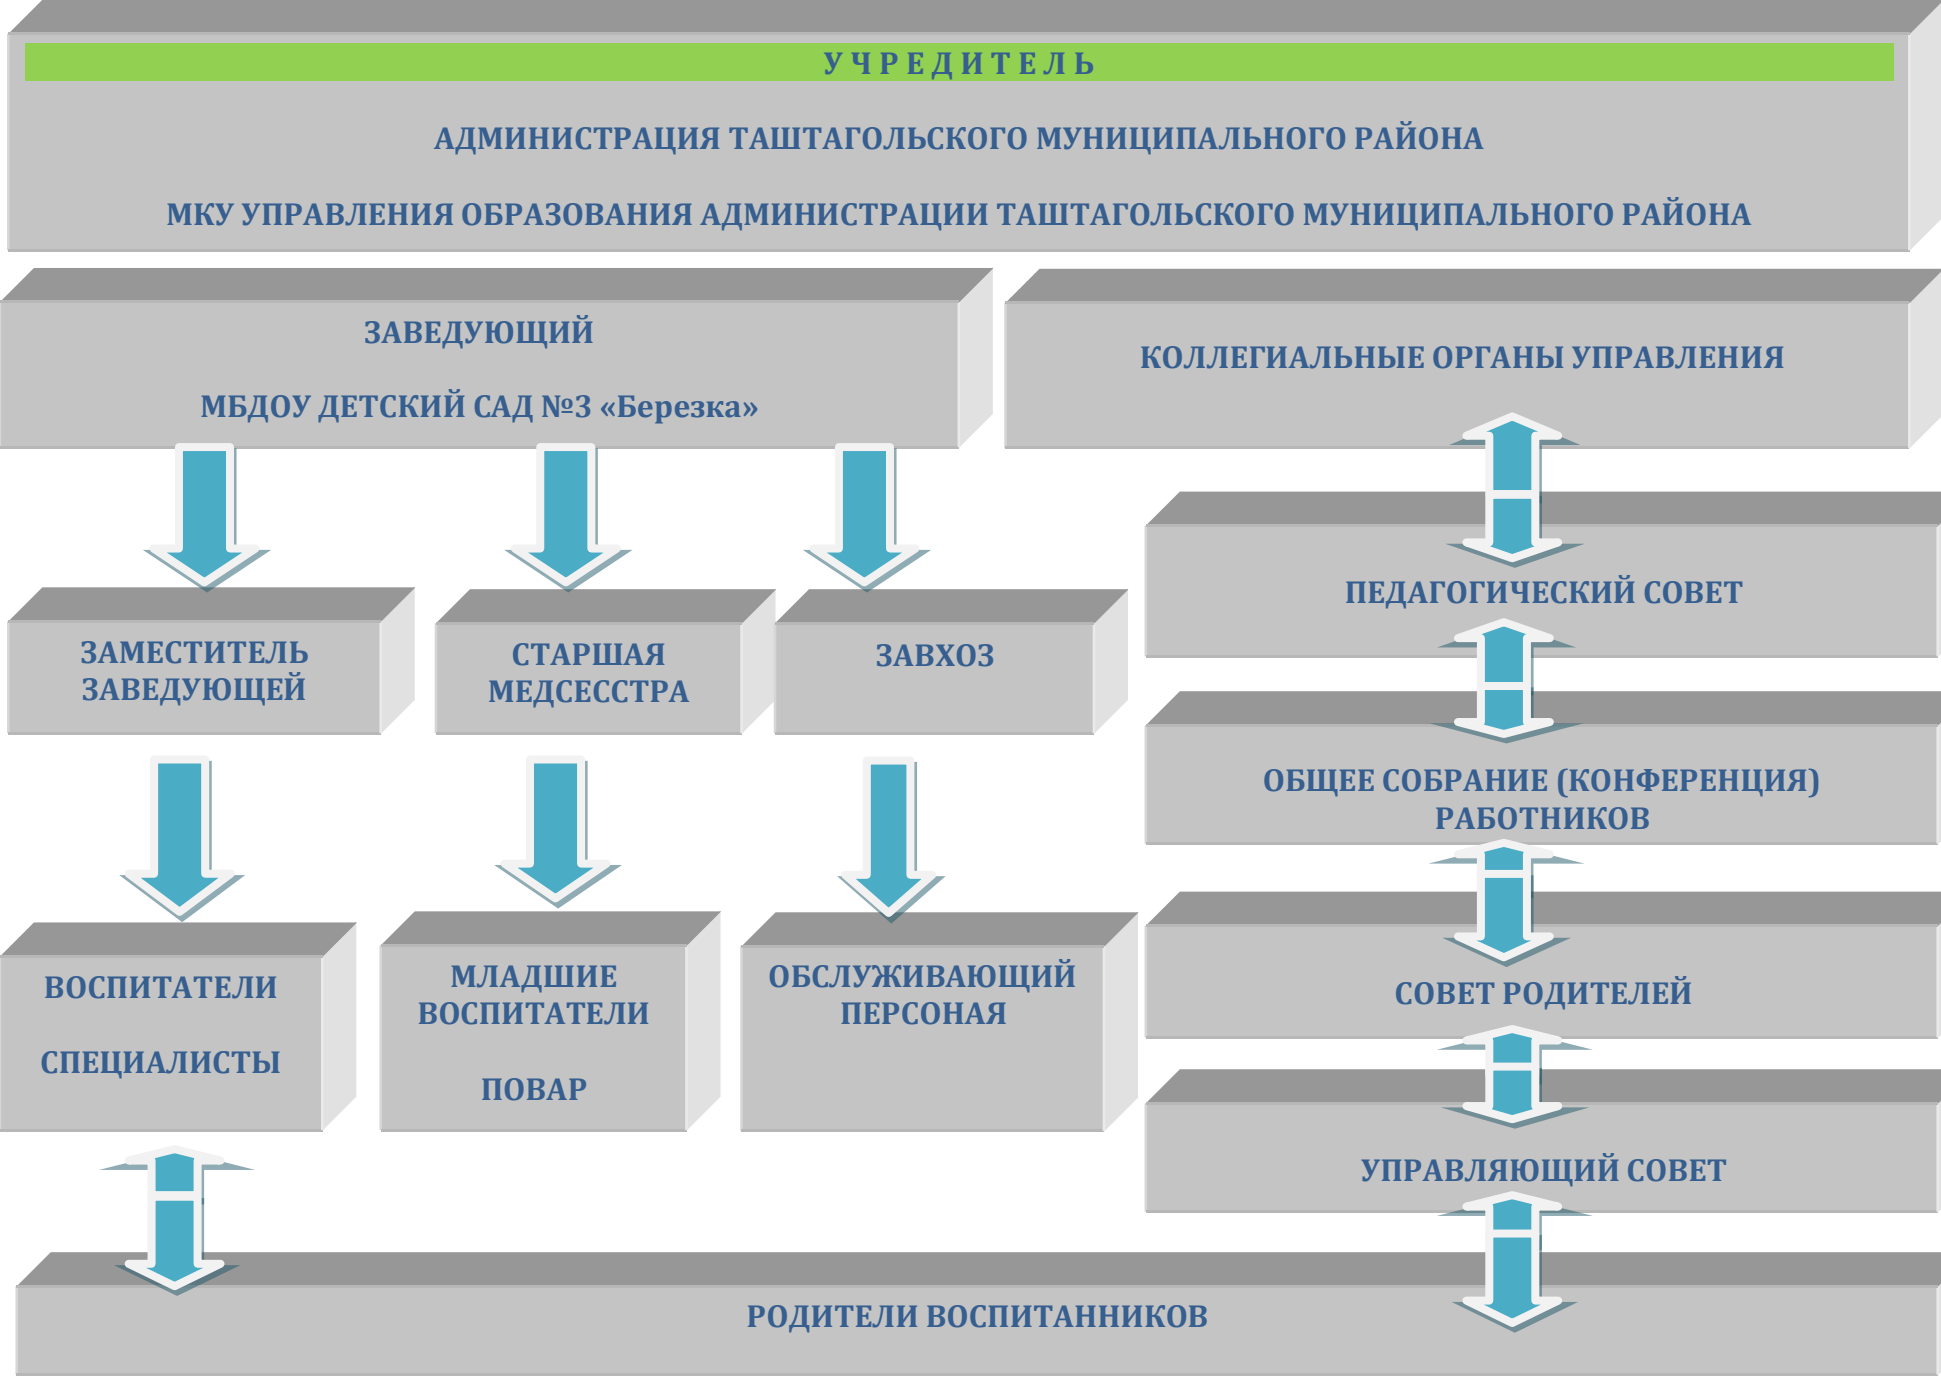 У Ч Р Е Д И Т Е Л Ь
АДМИНИСТРАЦИЯ ТАШТАГОЛЬСКОГО МУНИЦИПАЛЬНОГО РАЙОНА
МКУ УПРАВЛЕНИЯ ОБРАЗОВАНИЯ АДМИНИСТРАЦИИ ТАШТАГОЛЬСКОГО МУНИЦИПАЛЬНОГО РАЙОНА
ЗАВЕДУЮЩИЙ
МБДОУ ДЕТСКИЙ САД №3 «Березка»
КОЛЛЕГИАЛЬНЫЕ ОРГАНЫ УПРАВЛЕНИЯ
ЗАМЕСТИТЕЛЬ
ЗАВЕДУЮЩЕЙ
СТАРШАЯ
МЕДСЕССТРА
ЗАВХОЗ
ПЕДАГОГИЧЕСКИЙ СОВЕТ
ОБЩЕЕ СОБРАНИЕ (КОНФЕРЕНЦИЯ)
РАБОТНИКОВ
ВОСПИТАТЕЛИ
СПЕЦИАЛИСТЫ
МЛАДШИЕ
ВОСПИТАТЕЛИ
ПОВАР
ОБСЛУЖИВАЮЩИЙ
ПЕРСОНАЯ
СОВЕТ РОДИТЕЛЕЙ
УПРАВЛЯЮЩИЙ СОВЕТ
РОДИТЕЛИ ВОСПИТАННИКОВ